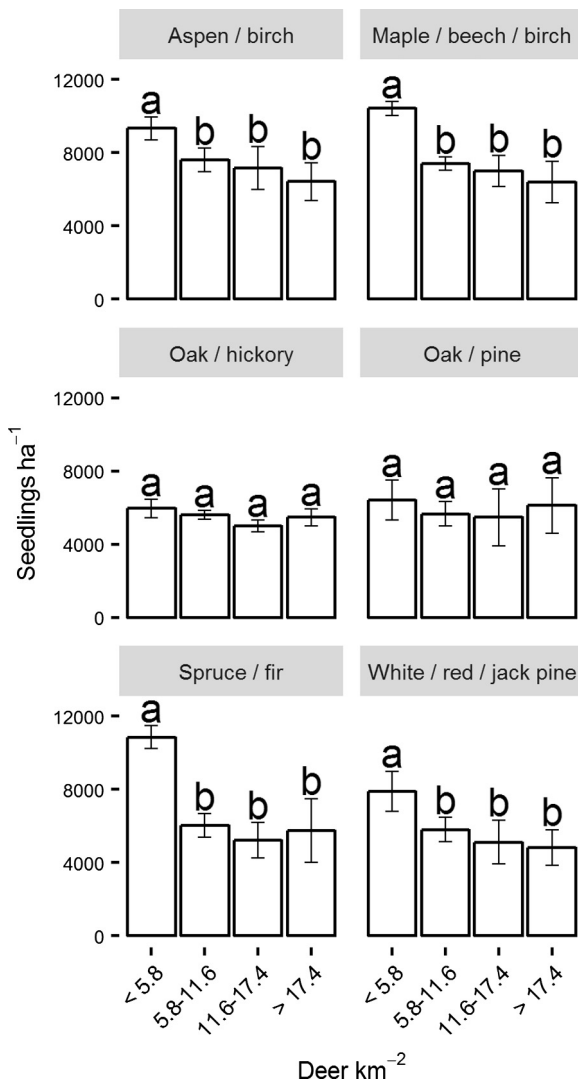 Aspen / birch
Maple / beech / birch
12000
8000
4000
0
a
b
b
b
a
b
b
b
Oak / hickory
Oak / pine
12000
8000
4000
0
a
a
a
a
a
a
a
a
Seedlings ha⁻¹
Spruce / fir
White / red / jack pine
12000
8000
4000
0
a
b
b
b
a
b
b
b
< 5.8
5.8-11.6
11.6-17.4
> 17.4
< 5.8
5.8-11.6
11.6-17.4
> 17.4
Deer km⁻²